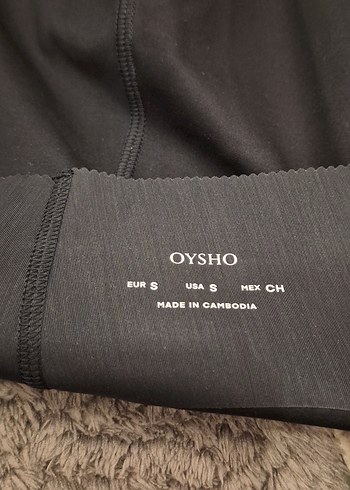 OYSHO
EUR S USA S MEX CH
MADE IN CAMBODIA